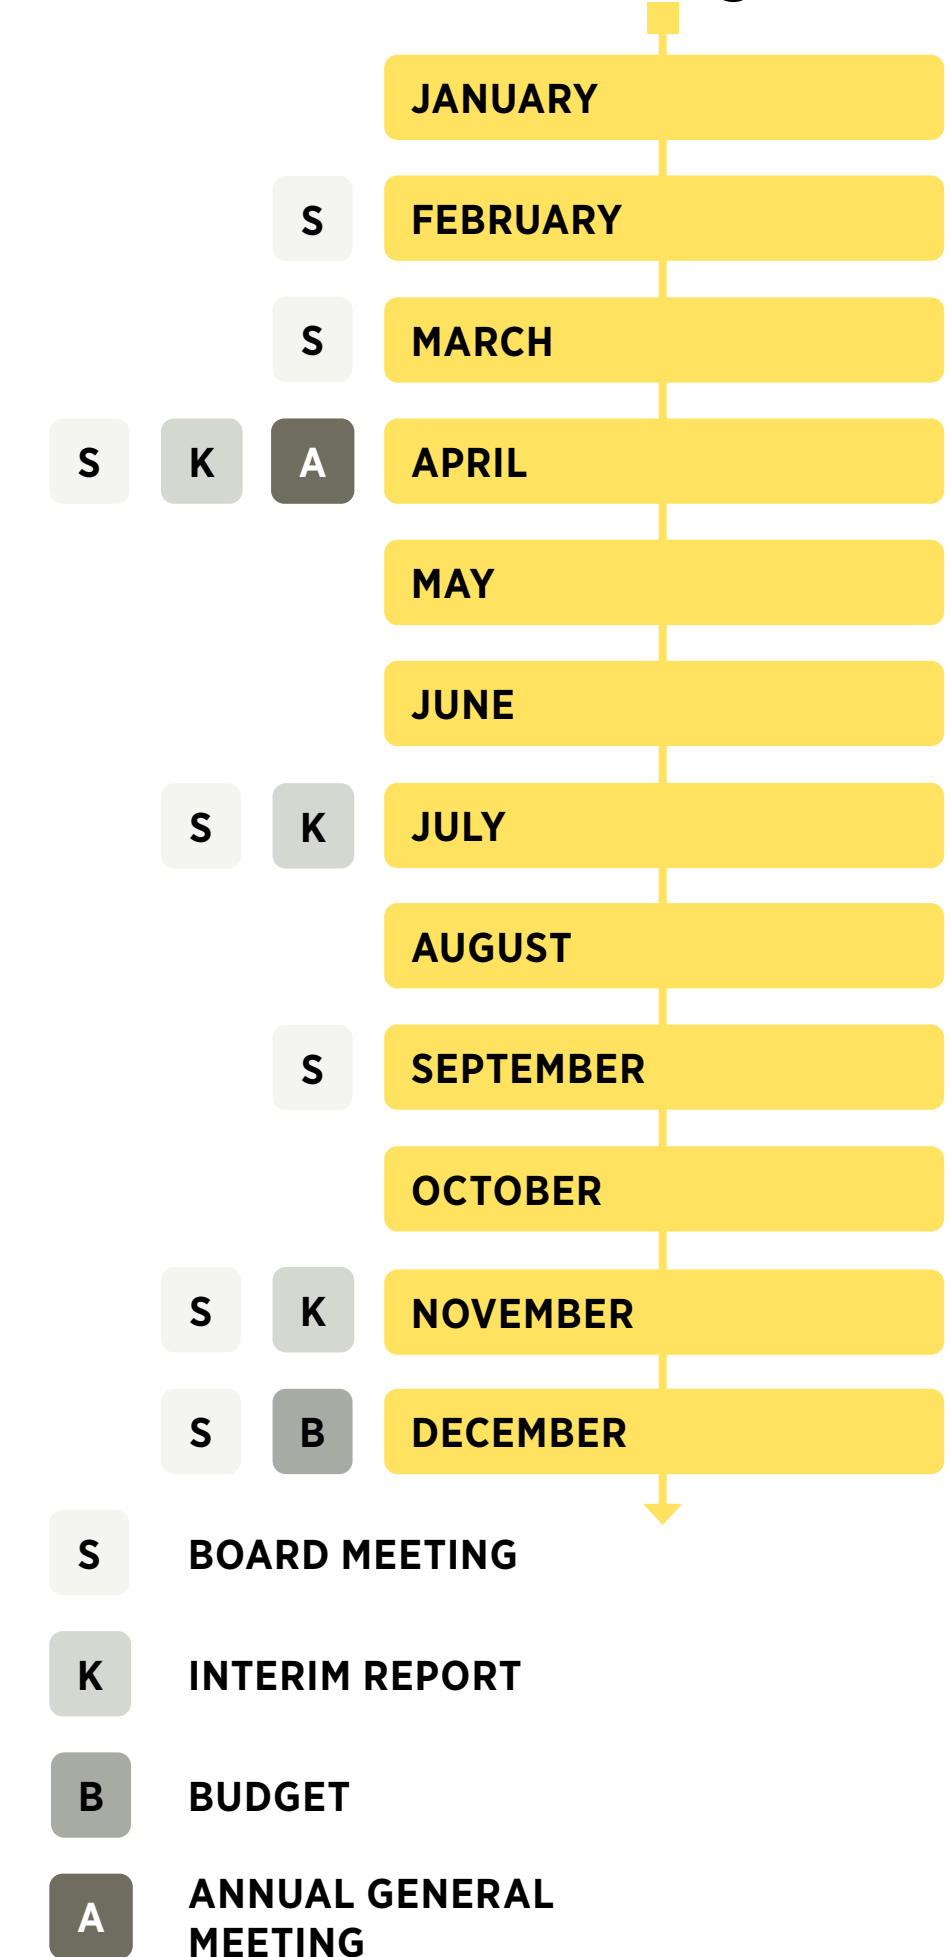 JANUARY
S FEBRUARY
S MARCH
S K A APRIL
MAY
JUNE
S K JULY
AUGUST
S SEPTEMBER
OCTOBER
S K NOVEMBER
S B DECEMBER
S BOARD MEETING
K INTERIM REPORT
B BUDGET
A ANNUAL GENERAL
MEETING